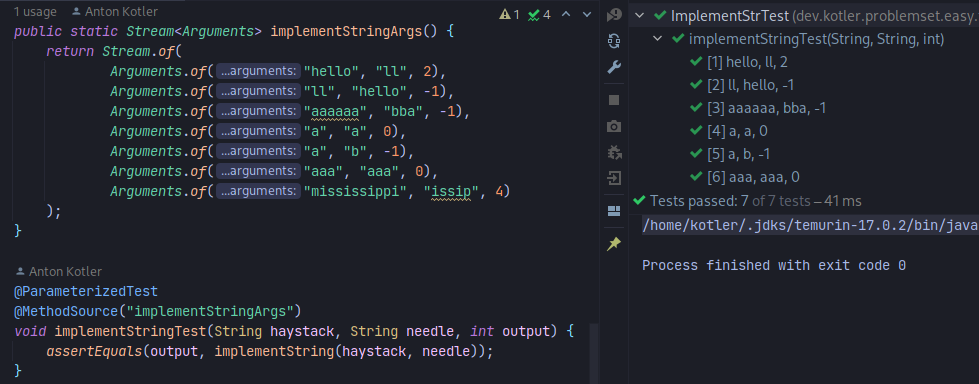 1 usage Anton Kotler
1 4
public static Stream<Arguments> implementStringArgs() {
return Stream.of(
Arguments.of( ...arguments: "hello", "ll", 2),
Arguments.of( ...arguments: "ll", "hello", -1),
Arguments.of( ...arguments: "aaaaaa", "bba", -1),
Arguments.of( ...arguments: "a", "a", 0),
Arguments.of( ...arguments: "a", "b", -1),
Arguments.of( ...arguments: "aaa", "aaa", 0),
Arguments.of( ...arguments: "mississippi", "issip", 4)
);
}
Anton Kotler
@ParameterizedTest
@MethodSource("implementStringArgs")
void implementStringTest(String haystack, String needle, int output) {
assertEquals(output, implementString(haystack, needle));
}
ImplementStrTest (dev.kotler.problemset.easy.
implementStringTest(String, String, int)
[1] hello, ll, 2
[2] ll, hello, -1
[3] aaaaaa, bba, -1
[4] a, a, 0
[5] a, b, -1
[6] aaa, aaa, 0
Tests passed: 7 of 7 tests – 41 ms
/home/kotler/.jdks/temurin-17.0.2/bin/java
Process finished with exit code 0